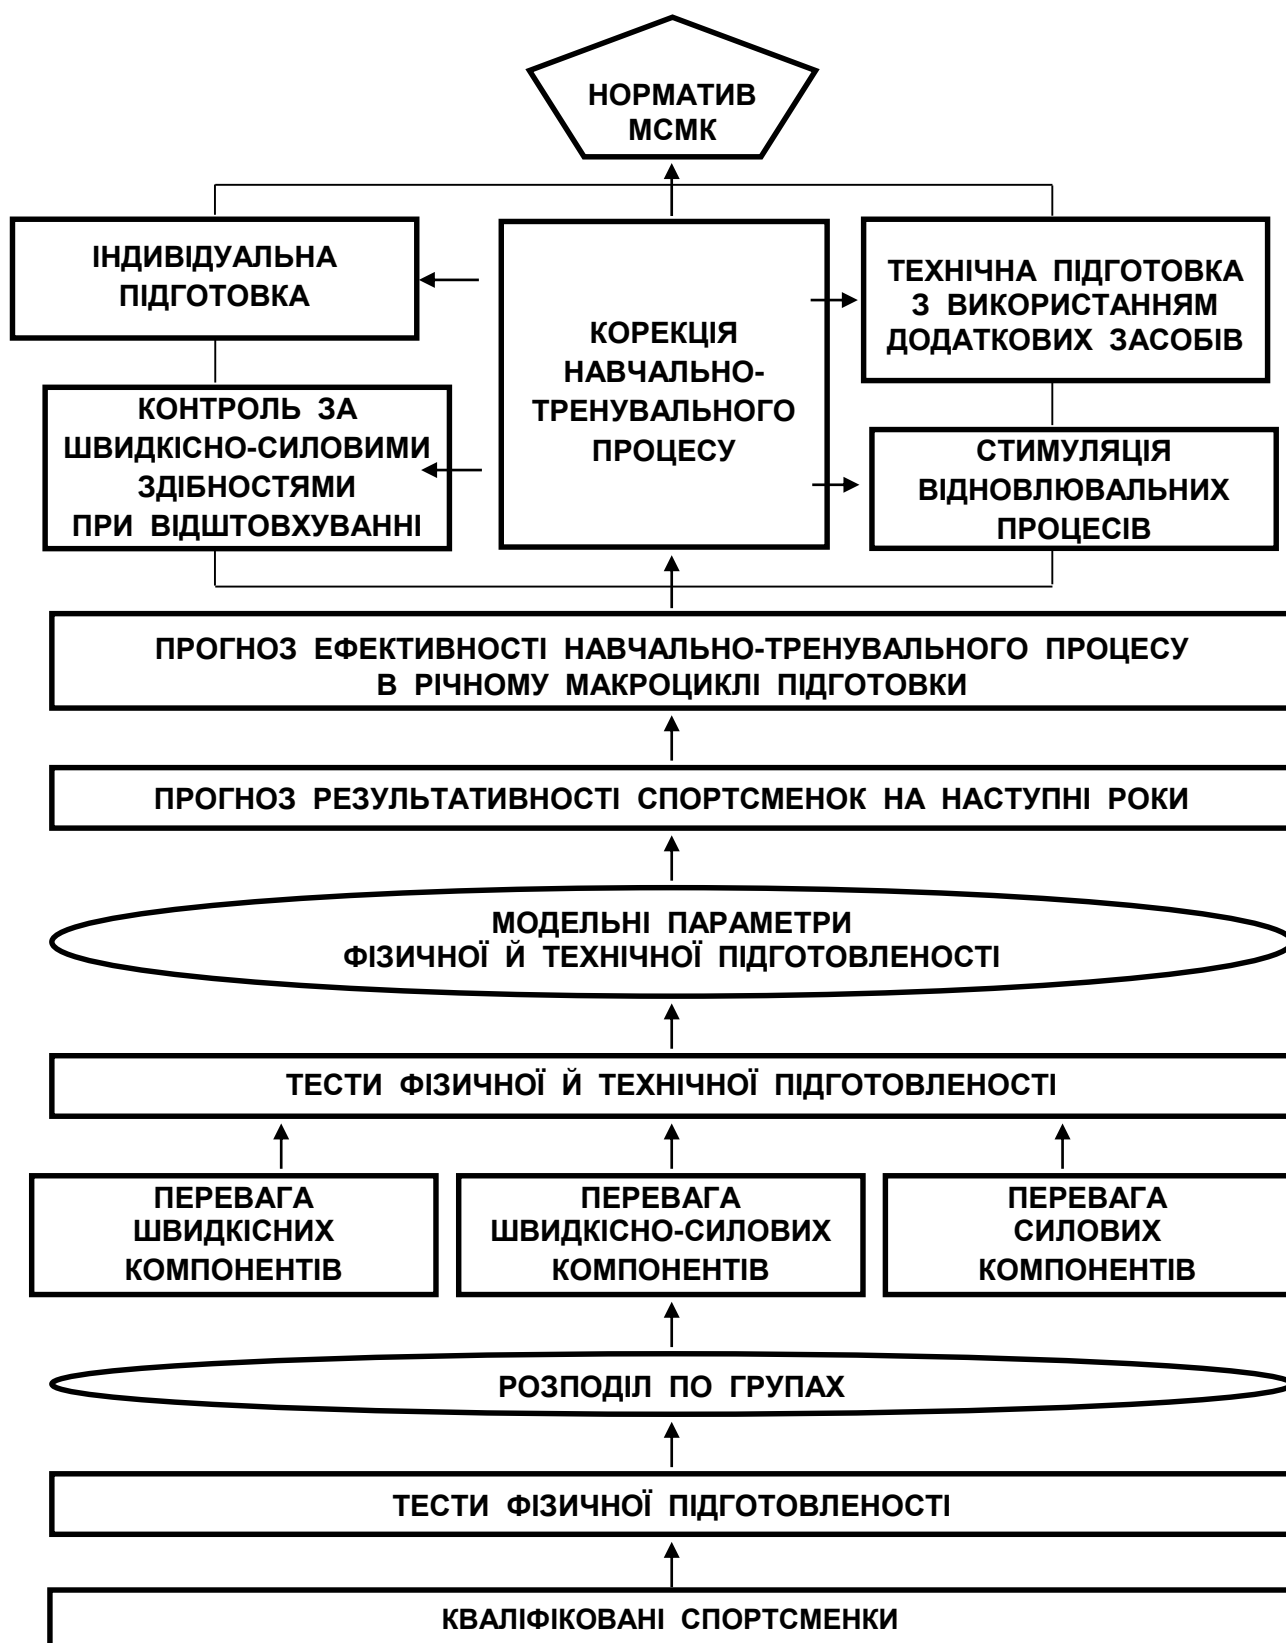 НОРМАТИВ
МСМК
ІНДИВІДУАЛЬНА
ПІДГОТОВКА
КОНТРОЛЬ ЗА
ШВИДКІСНО-СИЛОВИМИ
ЗДІБНОСТЯМИ
ПРИ ВІДШТОВХУВАННІ
КОРЕКЦІЯ
НАВЧАЛЬНО-
ТРЕНУВАЛЬНОГО
ПРОЦЕСУ
ТЕХНІЧНА ПІДГОТОВКА
З ВИКОРИСТАННЯМ
ДОДАТКОВИХ ЗАСОБІВ
СТИМУЛЯЦІЯ
ВІДНОВЛЮВАЛЬНИХ
ПРОЦЕСІВ
ПРОГНОЗ ЕФЕКТИВНОСТІ НАВЧАЛЬНО-ТРЕНУВАЛЬНОГО ПРОЦЕСУ
В РІЧНОМУ МАКРОЦИКЛІ ПІДГОТОВКИ
ПРОГНОЗ РЕЗУЛЬТАТИВНОСТІ СПОРТСМЕНОК НА НАСТУПНІ РОКИ
МОДЕЛЬНІ ПАРАМЕТРИ
ФІЗИЧНОЇ Й ТЕХНІЧНОЇ ПІДГОТОВЛЕНОСТІ
ТЕСТИ ФІЗИЧНОЇ Й ТЕХНІЧНОЇ ПІДГОТОВЛЕНОСТІ
ПЕРЕВАГА
ШВИДКІСНИХ
КОМПОНЕНТІВ
ПЕРЕВАГА
ШВИДКІСНО-СИЛОВИХ
КОМПОНЕНТІВ
ПЕРЕВАГА
СИЛОВИХ
КОМПОНЕНТІВ
РОЗПОДІЛ ПО ГРУПАХ
ТЕСТИ ФІЗИЧНОЇ ПІДГОТОВЛЕНОСТІ
КВАЛІФІКОВАНІ СПОРТСМЕНКИ